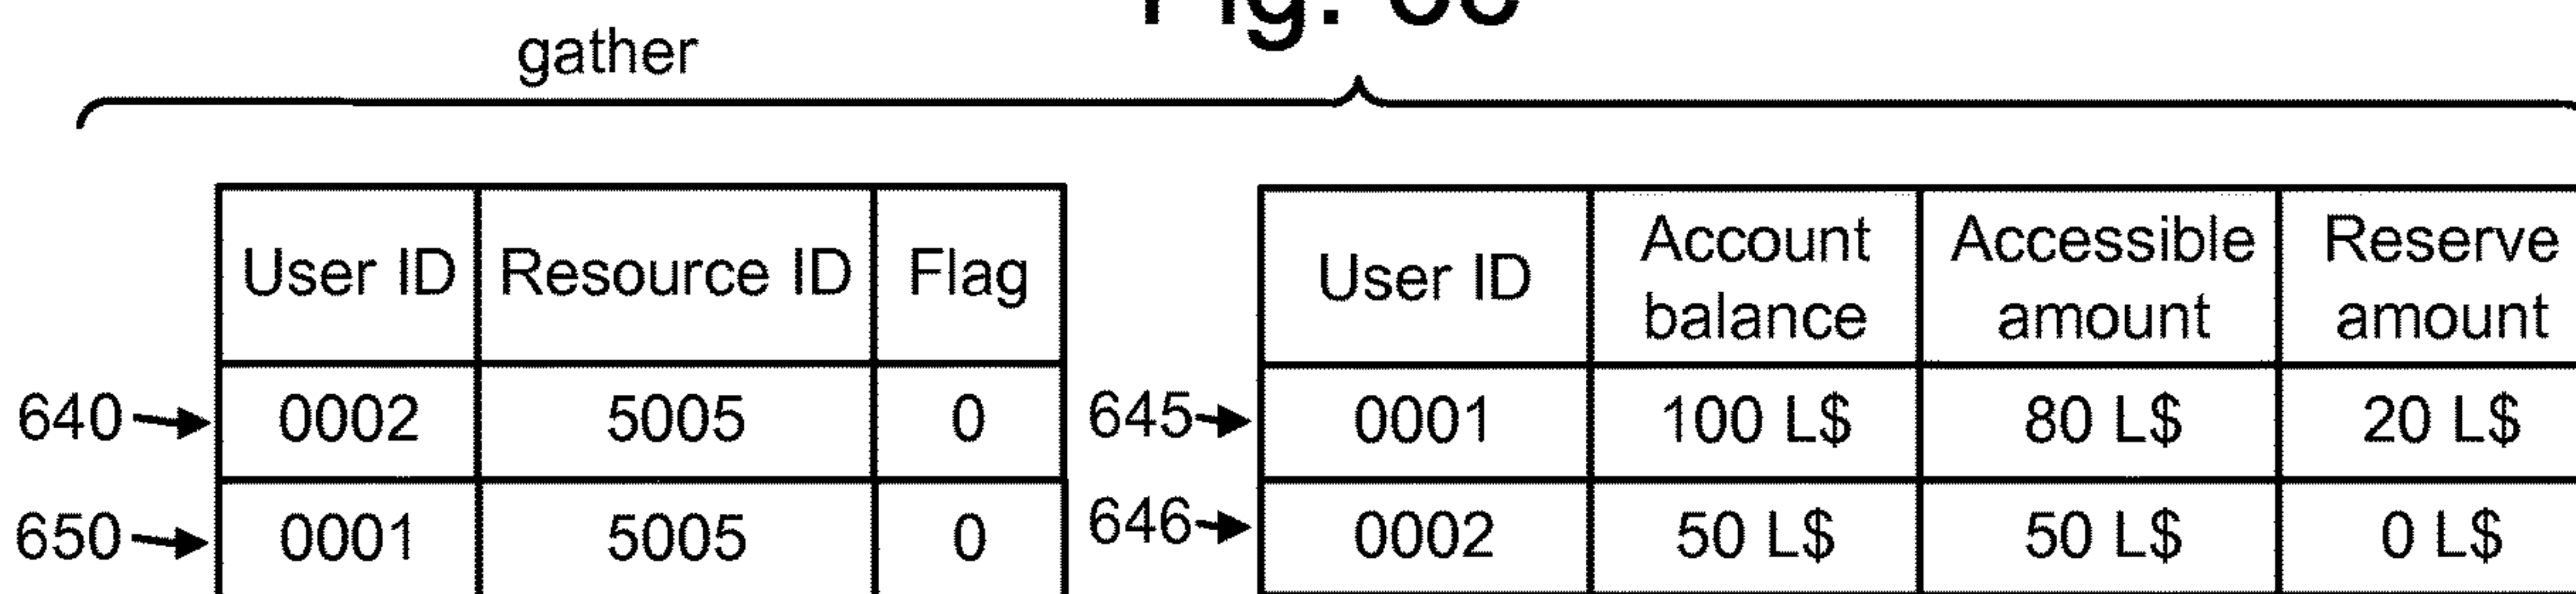 gather
User ID Resource ID Flag
640 0002 5005 0
650 0001 5005 0
User ID Account balance Accessible amount Reserve amount
645 0001 100 L$ 80 L$ 20 L$
646 0002 50 L$ 50 L$ 0 L$